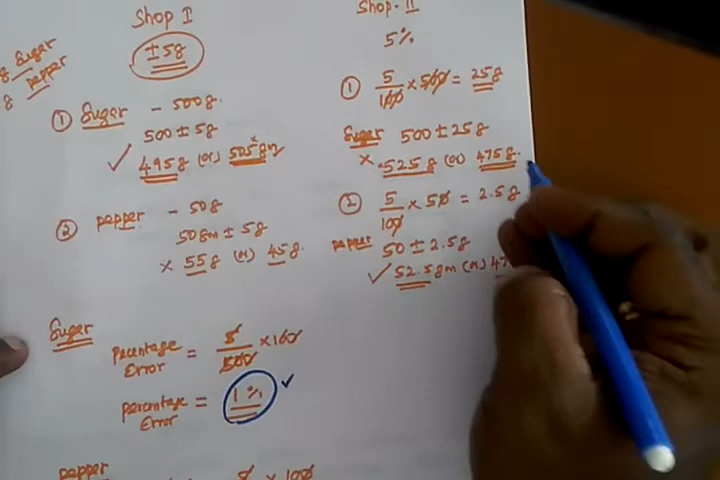 Shop I
±5g
g Sugar
g pepper
① Sugar - 500g.
500 ± 5g
✓ 495g (or) 505gm
② pepper - 50g
50gm ± 5g
× 55g (or) 45g.
Sugar
Percentage Error = 5/500 × 100
percentage Error = 1% ✓
pepper
5 × 100
Shop - II
5%
① 5/100 × 500 = 25g
Sugar 500 ± 25g
× 525g (or) 475g.
② 5/100 × 50 = 2.5g
pepper 50 ± 2.5g
✓ 52.5gm (or) 47